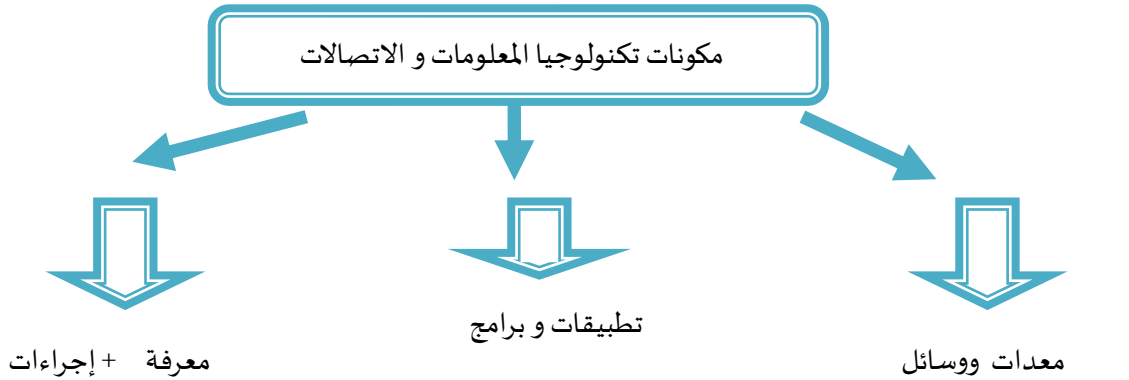 مكونات تكنولوجيا المعلومات و الاتصالات
معدات ووسائل
تطبيقات و برامج
معرفة + إجراءات